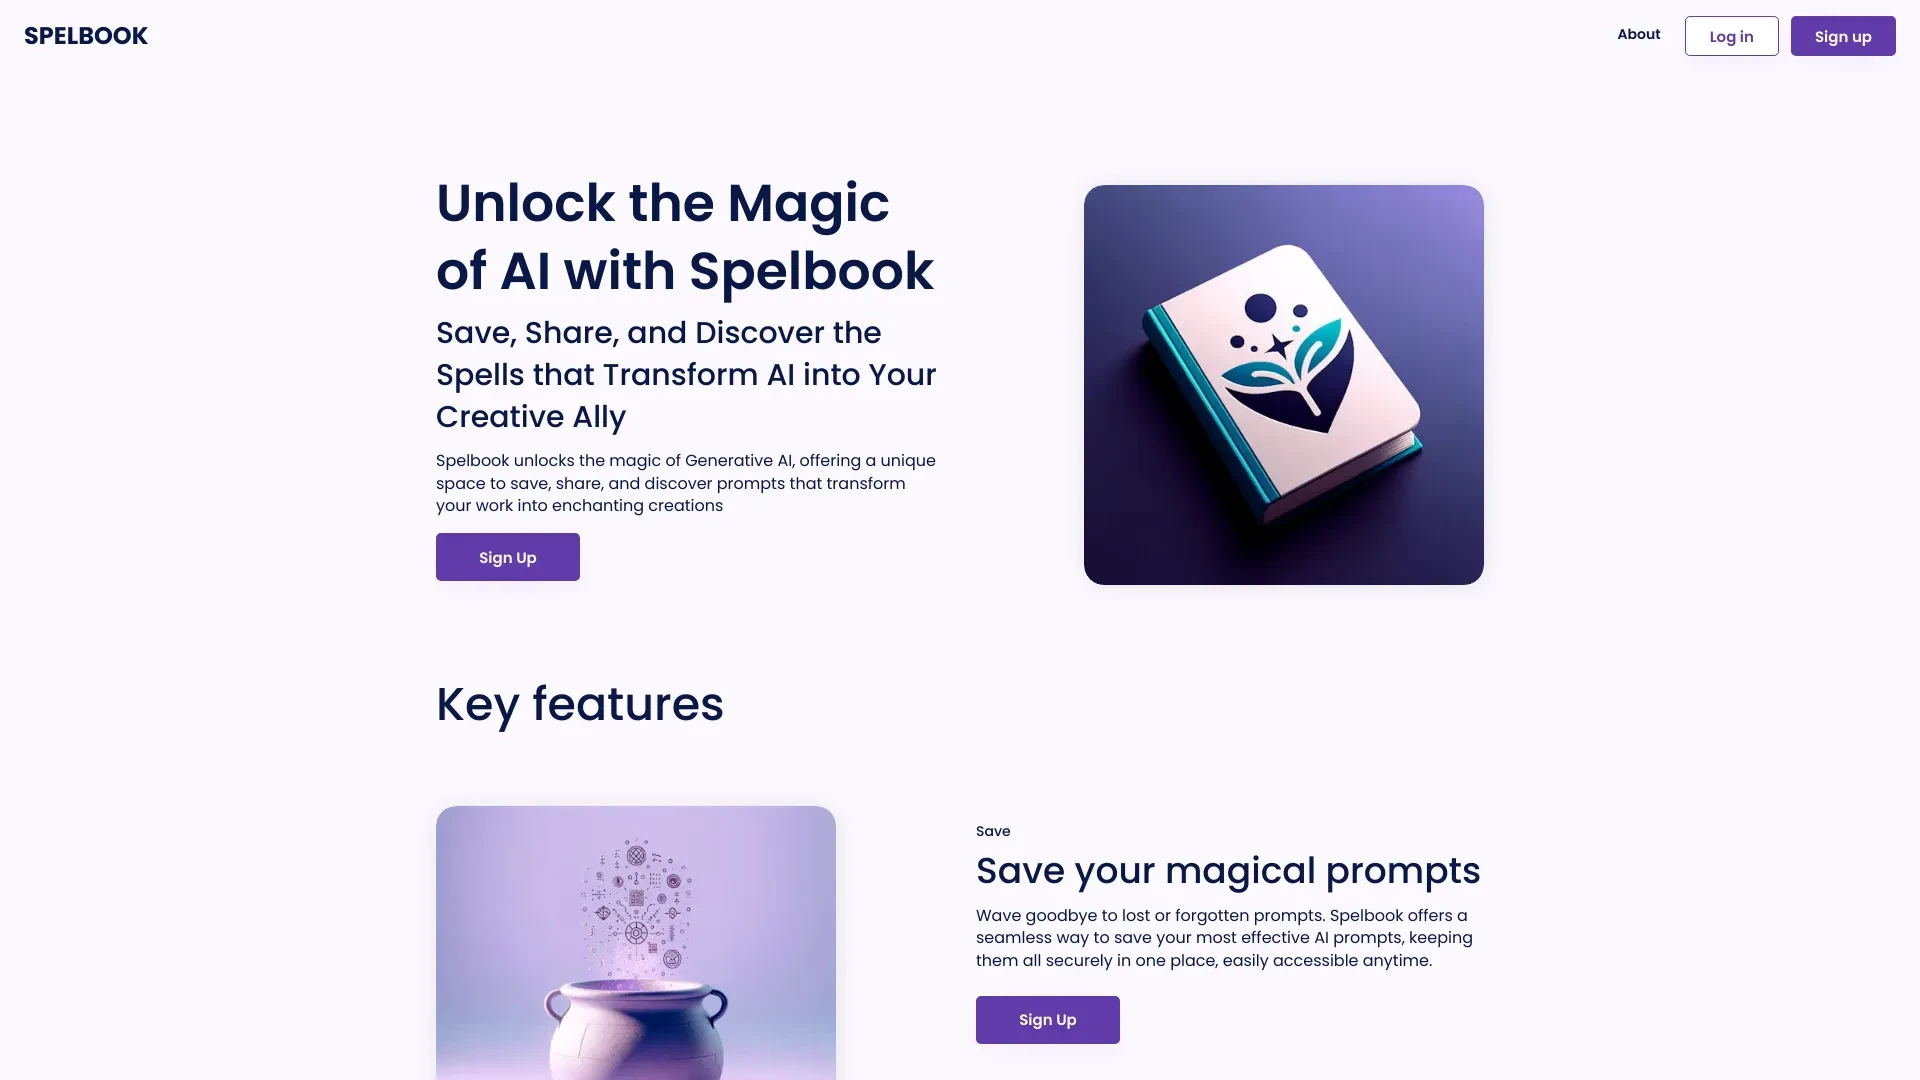 SPELBOOK
About
Log in
Sign up
Unlock the Magic
of AI with Spelbook
Save, Share, and Discover the
Spells that Transform AI into Your
Creative Ally
Spelbook unlocks the magic of Generative AI, offering a unique
space to save, share, and discover prompts that transform
your work into enchanting creations
Sign Up
Key features
Save
Save your magical prompts
Wave goodbye to lost or forgotten prompts. Spelbook offers a
seamless way to save your most effective AI prompts, keeping
them all securely in one place, easily accessible anytime.
Sign Up